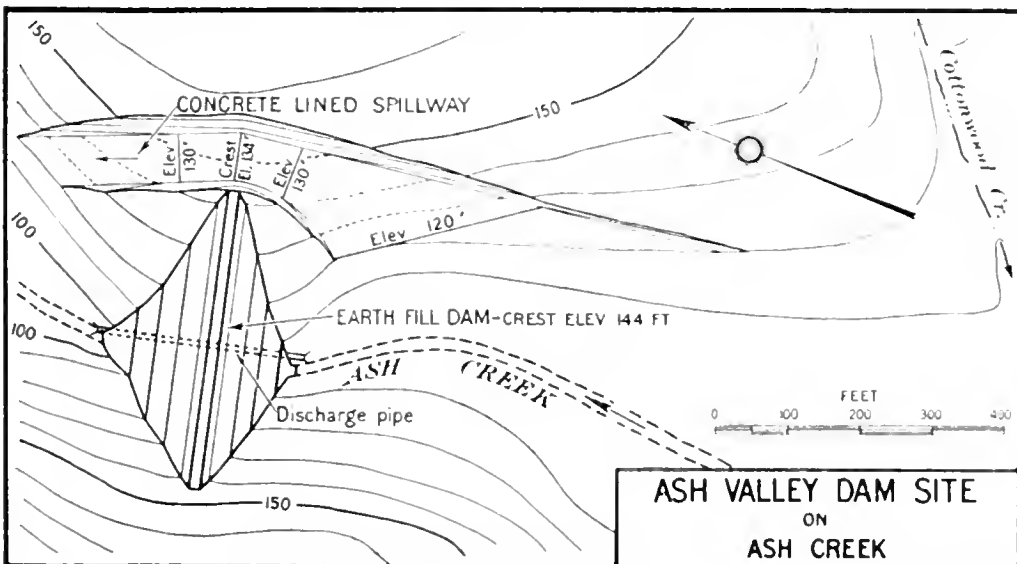 150
CONCRETE LINED SPILLWAY
150
Cottonwood Cr.
Elev 130'
Crest El. 134'
Elev 130'
100
Elev 120'
EARTH FILL DAM-CREST ELEV 144 FT
100
ASH CREEK
Discharge pipe
FEET
0 100 200 300 400
150
ASH VALLEY DAM SITE
ON
ASH CREEK